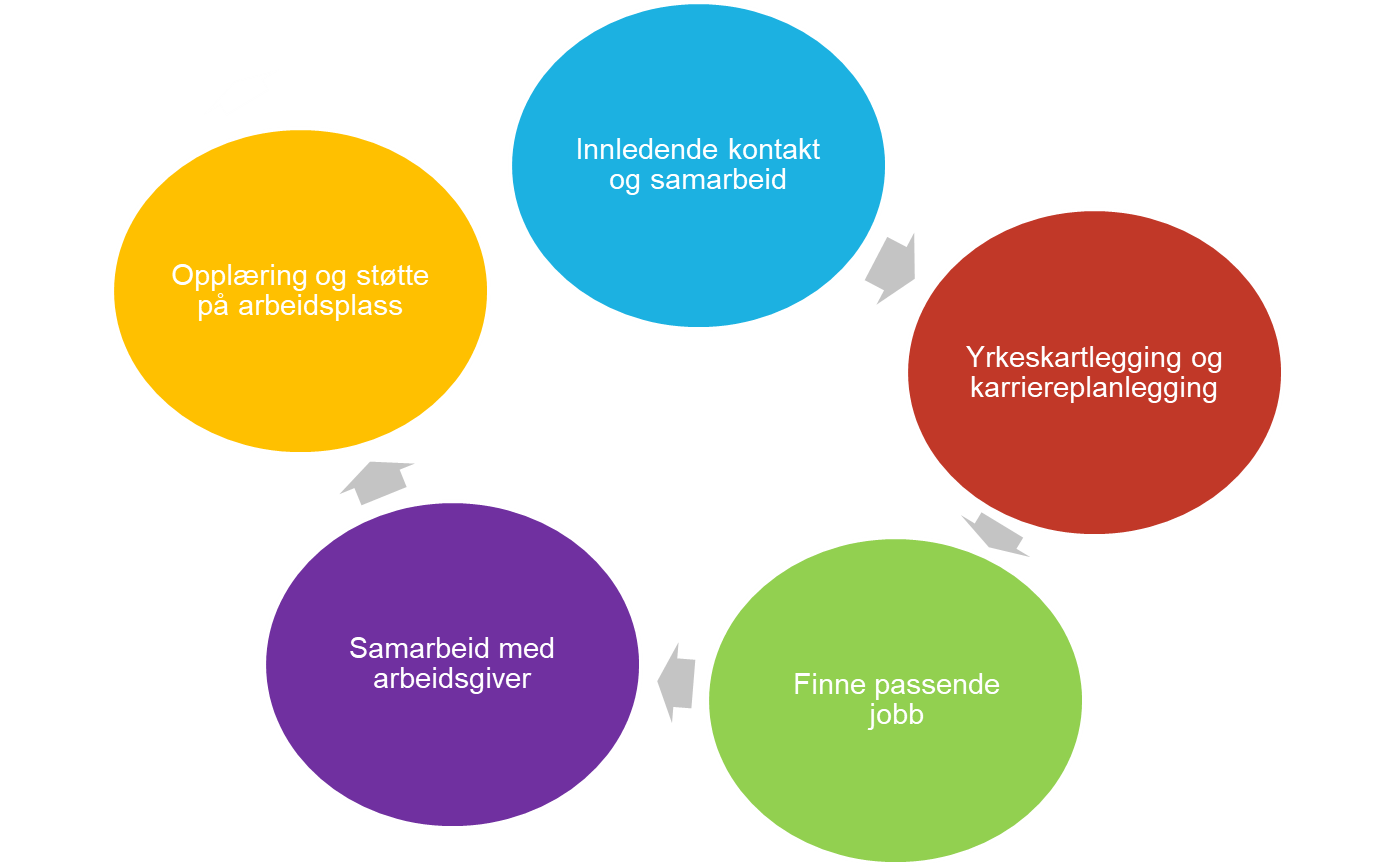 Innledende kontakt
og samarbeid
Yrkeskartlegging og
karriereplanlegging
Finne passende
jobb
Samarbeid med
arbeidsgiver
Opplæring og støtte
på arbeidsplass